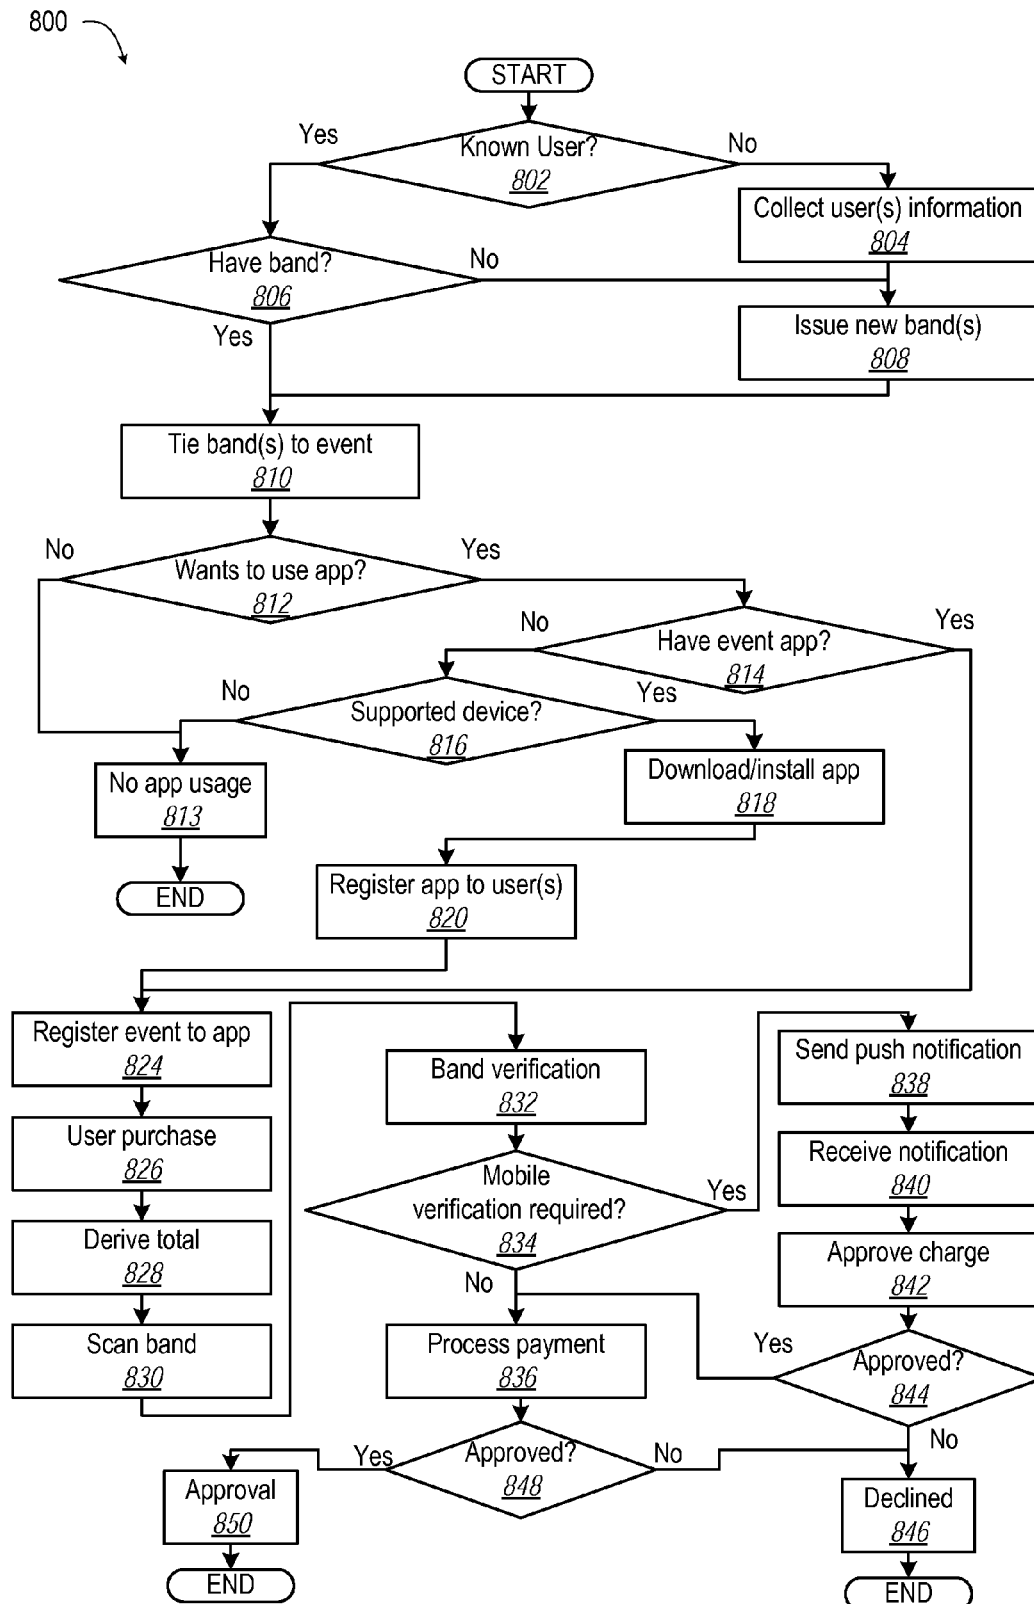 800
START
Yes
Known User?
802
No
Collect user(s) information
804
Have band?
806
No
Yes
Issue new band(s)
808
Tie band(s) to event
810
No
Wants to use app?
812
Yes
No
Have event app?
814
Yes
No
Supported device?
816
Yes
No app usage
813
Download/install app
818
END
Register app to user(s)
820
Register event to app
824
Band verification
832
Send push notification
838
User purchase
826
Mobile
verification required?
834
Yes
No
Receive notification
840
Derive total
828
Approve charge
842
Scan band
830
Process payment
836
Yes
Approved?
844
No
Yes
Approved?
848
No
Approval
850
Declined
846
END
END